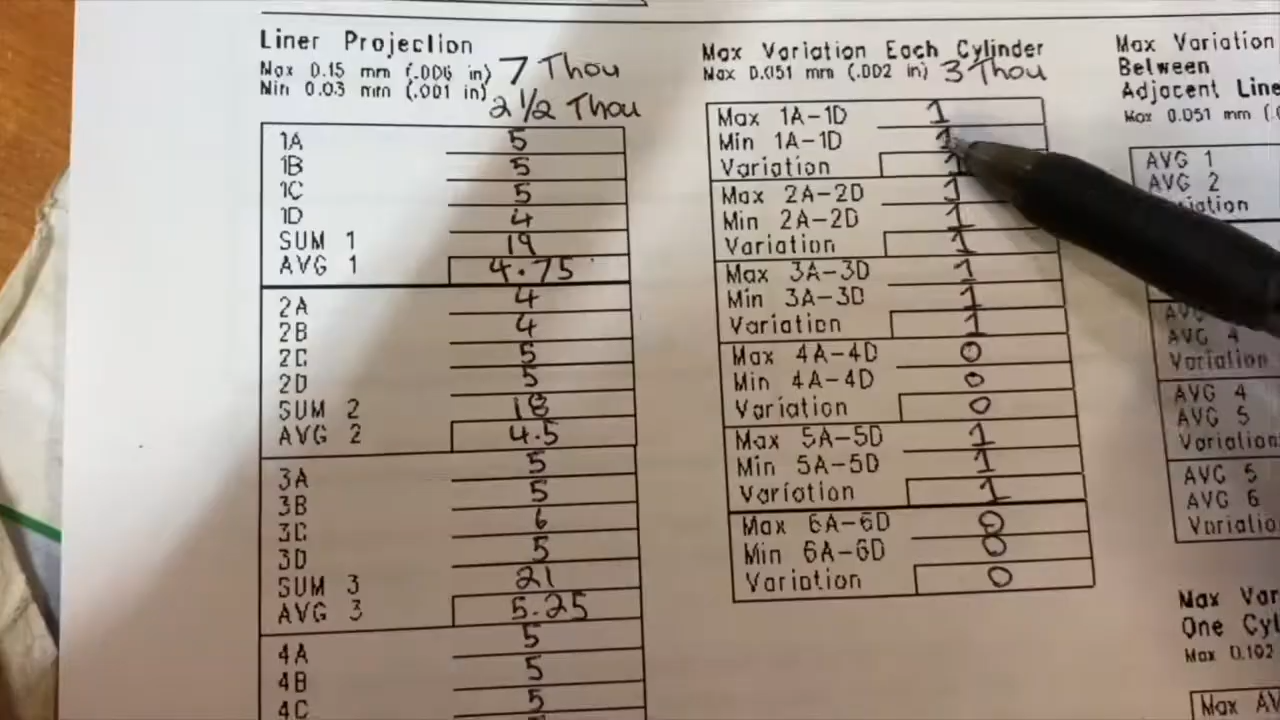 Liner Projection
Max 0.15 mm (.006 in) 7 Thou
Min 0.03 mm (.001 in) 2 1/2 Thou
1A 5
1B 5
1C 5
1D 4
SUM 1 19
AVG 1 4.75
2A 4
2B 4
2C 5
2D 5
SUM 2 18
AVG 2 4.5
3A 5
3B 5
3C 6
3D 5
SUM 3 21
AVG 3 5.25
4A 5
4B 5
4C 5
Max Variation Each Cylinder
Max 0.051 mm (.002 in) 3 Thou
Max 1A-1D 1
Min 1A-1D 1
Variation 1
Max 2A-2D 1
Min 2A-2D 1
Variation 1
Max 3A-3D 1
Min 3A-3D 1
Variation 1
Max 4A-4D 0
Min 4A-4D 0
Variation 0
Max 5A-5D 1
Min 5A-5D 1
Variation 1
Max 6A-6D 0
Min 6A-6D 0
Variation 0
Max Variation
Between
Adjacent Line
Max 0.051 mm (.
AVG 1
AVG 2
riation
AVG 4
Variation
AVG 4
AVG 5
Variation
AVG 5
AVG 6
Variatio
Max Var
One Cyl
Max 0.102
Max AV